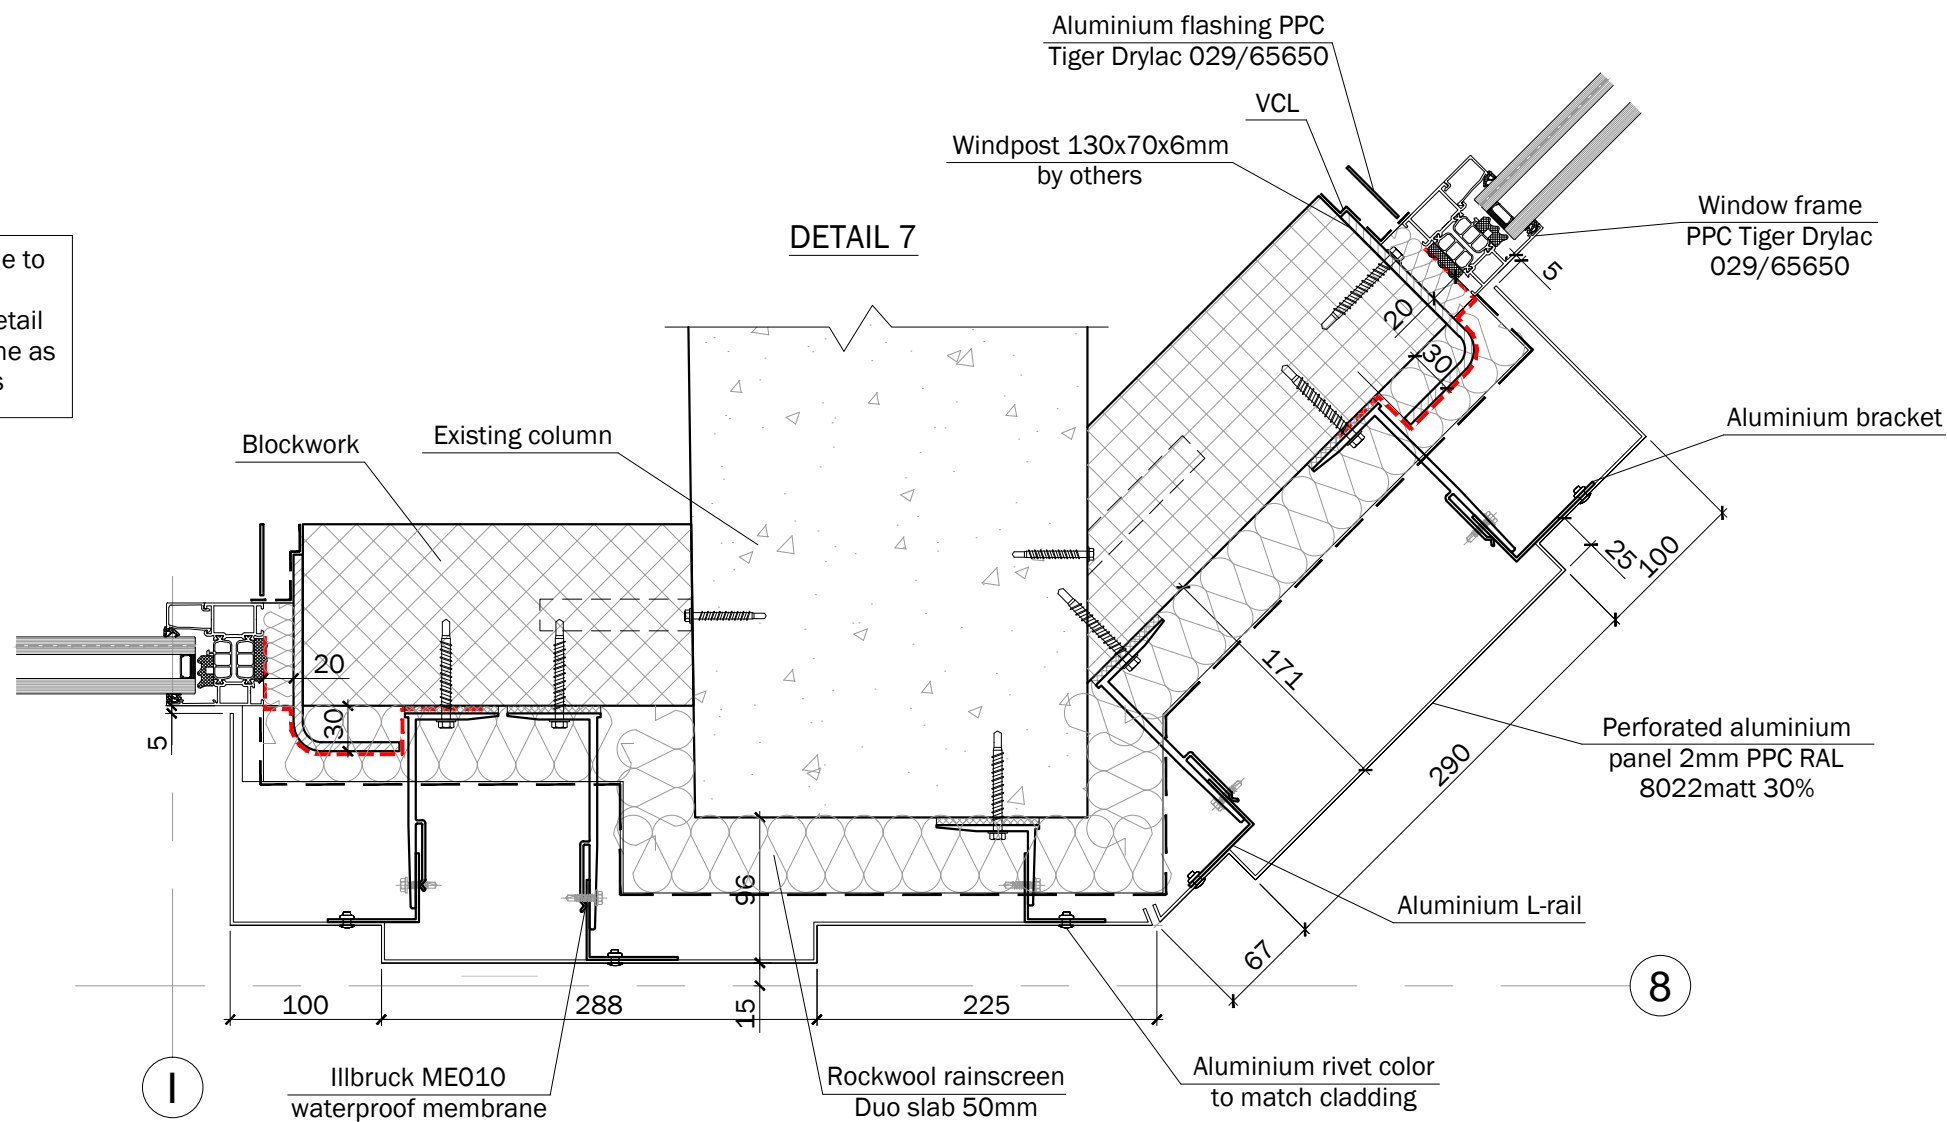 Aluminium flashing PPC
Tiger Drylac 029/65650
VCL
Windpost 130x70x6mm
by others
DETAIL 7
Window frame
PPC Tiger Drylac
029/65650
e to
etail
ne as
s
Blockwork
Existing column
Aluminium bracket
5
20
30
25
100
20
30
5
171
290
67
Perforated aluminium
panel 2mm PPC RAL
8022matt 30%
Aluminium L-rail
96
15
100
288
225
8
I
Illbruck ME010
waterproof membrane
Rockwool rainscreen
Duo slab 50mm
Aluminium rivet color
to match cladding